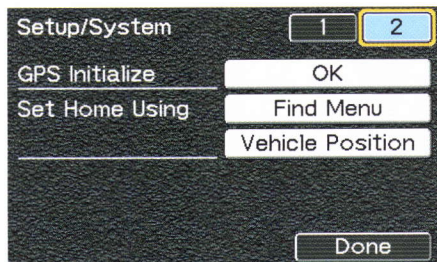 Setup/System 1 2
GPS Initialize OK
Set Home Using Find Menu
Vehicle Position
Done